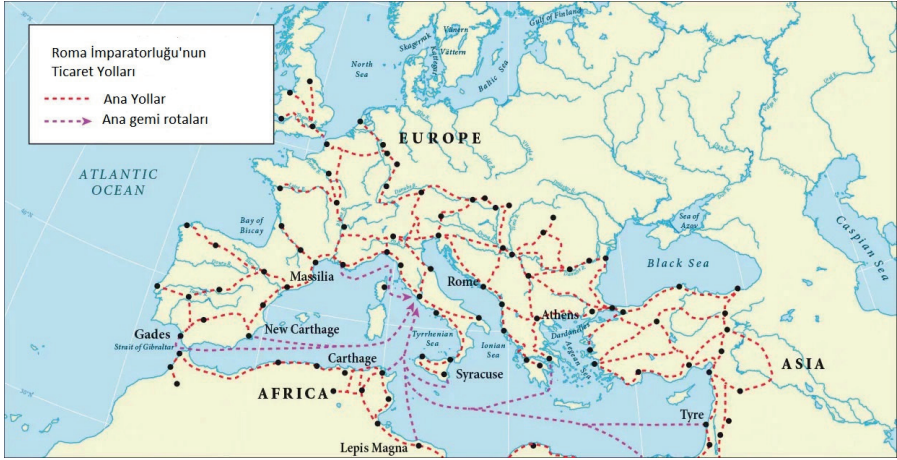 Roma İmparatorluğu'nun
Ticaret Yolları
Ana Yollar
Ana gemi rotaları
Gulf of Finland
Vänern
Skagerrak
Vättern
Kattegat
North
Sea
Baltic Sea
EUROPE
ATLANTIC
OCEAN
Bay of
Biscay
Sea of
Azov
Caspian Sea
Black Sea
Massilia
Rome
Athens
Dardanelles
Gades
Strait of Gibraltar
New Carthage
Tyrrhenian
Sea
Ionian
Sea
Aegean Sea
Carthage
Syracuse
ASIA
AFRICA
Tyre
Lepis Magna